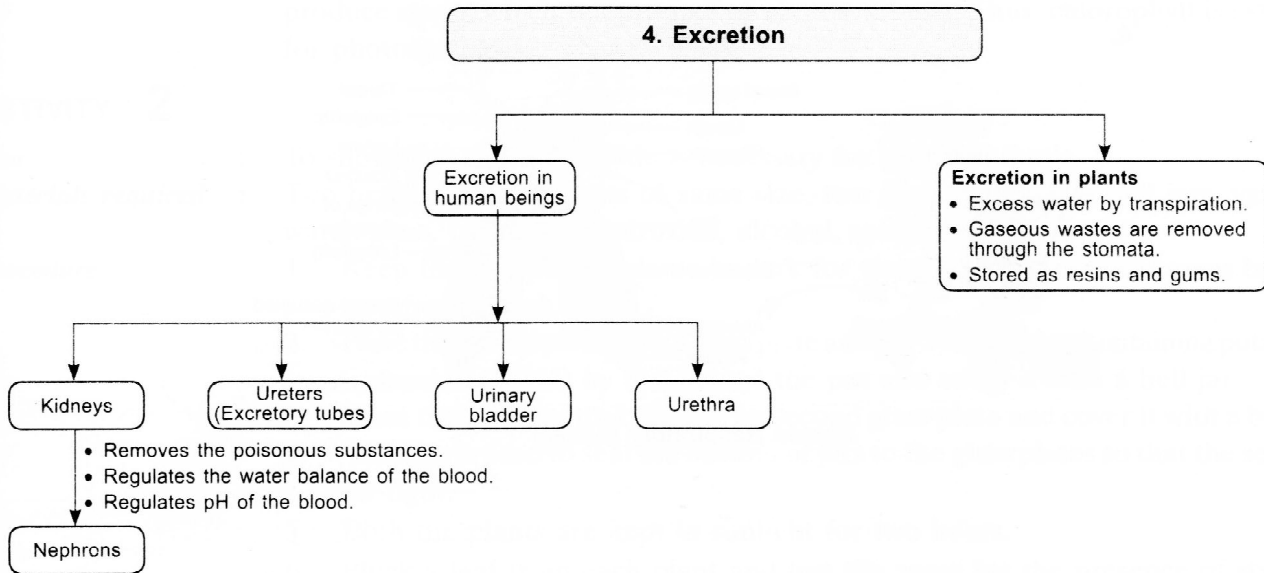 4. Excretion
Excretion in
human beings
Excretion in plants
• Excess water by transpiration.
• Gaseous wastes are removed
through the stomata.
• Stored as resins and gums.
Kidneys
Ureters
(Excretory tubes
Urinary
bladder
Urethra
• Removes the poisonous substances.
• Regulates the water balance of the blood.
• Regulates pH of the blood.
Nephrons